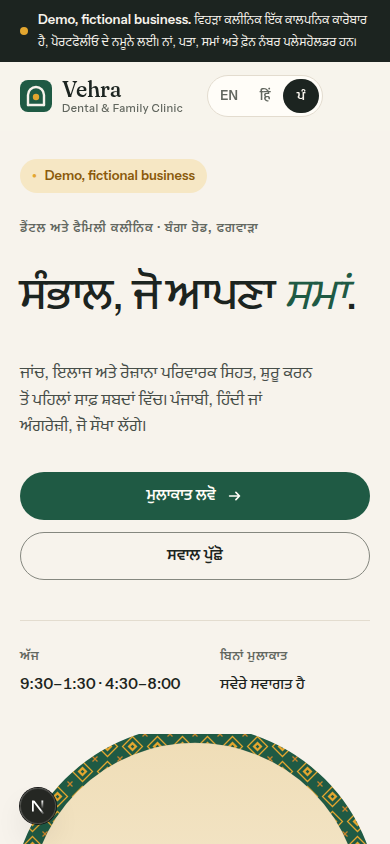 Demo, fictional business. ਵਿਹੜਾ ਕਲੀਨਿਕ ਇੱਕ ਕਾਲਪਨਿਕ ਕਾਰੋਬਾਰ
ਹੈ, ਪੋਰਟਫੋਲੀਓ ਦੇ ਨਮੂਨੇ ਲਈ। ਨਾਂ, ਪਤਾ, ਸਮਾਂ ਅਤੇ ਫ਼ੋਨ ਨੰਬਰ ਪਲੇਸਹੋਲਡਰ ਹਨ।
Vehra
Dental & Family Clinic
EN हिं ਪੰ
Demo, fictional business
ਡੈਂਟਲ ਅਤੇ ਫੈਮਿਲੀ ਕਲੀਨਿਕ · ਬੰਗਾ ਰੋਡ, ਫਗਵਾੜਾ
ਸੰਭਾਲ, ਜੋ ਆਪਣਾ ਸਮਾਂ.
ਜਾਂਚ, ਇਲਾਜ ਅਤੇ ਰੋਜ਼ਾਨਾ ਪਰਿਵਾਰਕ ਸਿਹਤ, ਸ਼ੁਰੂ ਕਰਨ
ਤੋਂ ਪਹਿਲਾਂ ਸਾਫ਼ ਸ਼ਬਦਾਂ ਵਿੱਚ। ਪੰਜਾਬੀ, ਹਿੰਦੀ ਜਾਂ
ਅੰਗਰੇਜ਼ੀ, ਜੋ ਸੌਖਾ ਲੱਗੇ।
ਮੁਲਾਕਾਤ ਲਵੋ →
ਸਵਾਲ ਪੁੱਛੋ
ਅੱਜ
9:30–1:30 · 4:30–8:00
ਬਿਨਾਂ ਮੁਲਾਕਾਤ
ਸਵੇਰੇ ਸਵਾਗਤ ਹੈ
N